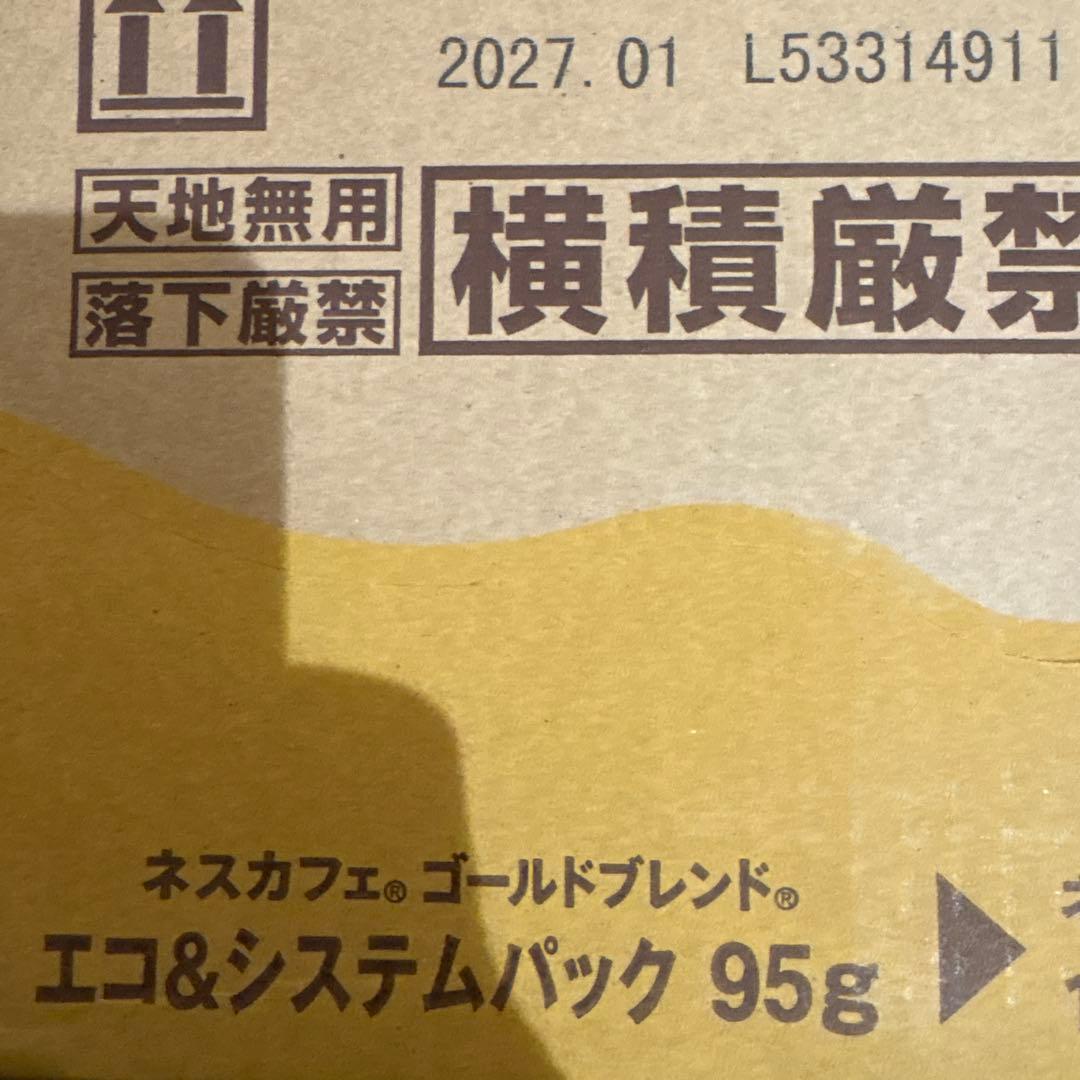 2027.01 L53314911
天地無用
落下厳禁
横積厳禁
ネスカフェ® ゴールドブレンド®
エコ&システムパック 95g